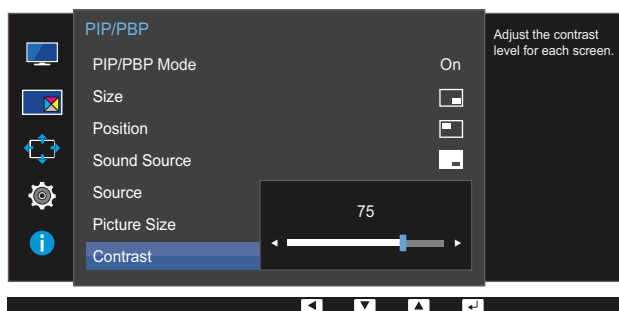 PIP/PBP
Adjust the contrast
level for each screen.
PIP/PBP Mode
On
Size
Position
Sound Source
Source
Picture Size
75
Contrast